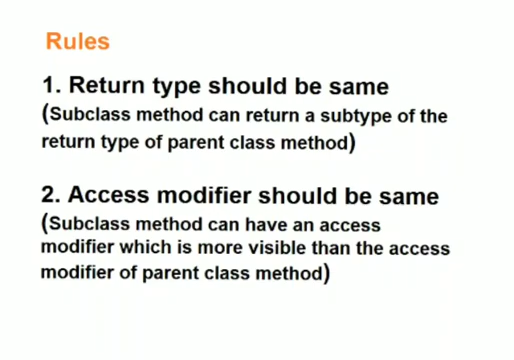 Rules
1. Return type should be same
(Subclass method can return a subtype of the
return type of parent class method)
2. Access modifier should be same
(Subclass method can have an access
modifier which is more visible than the access
modifier of parent class method)